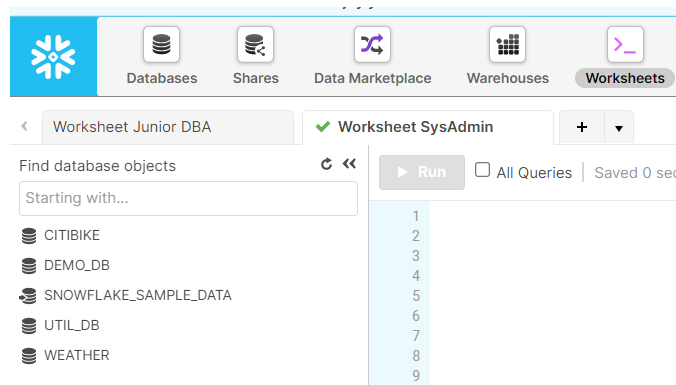 Databases
Shares
Data Marketplace
Warehouses
Worksheets
Worksheet Junior DBA
Worksheet SysAdmin
Find database objects
Run
All Queries
Saved 0
Starting with...
CITIBIKE
DEMO_DB
SNOWFLAKE_SAMPLE_DATA
UTIL_DB
WEATHER
1
2
3
4
5
6
7
8
9